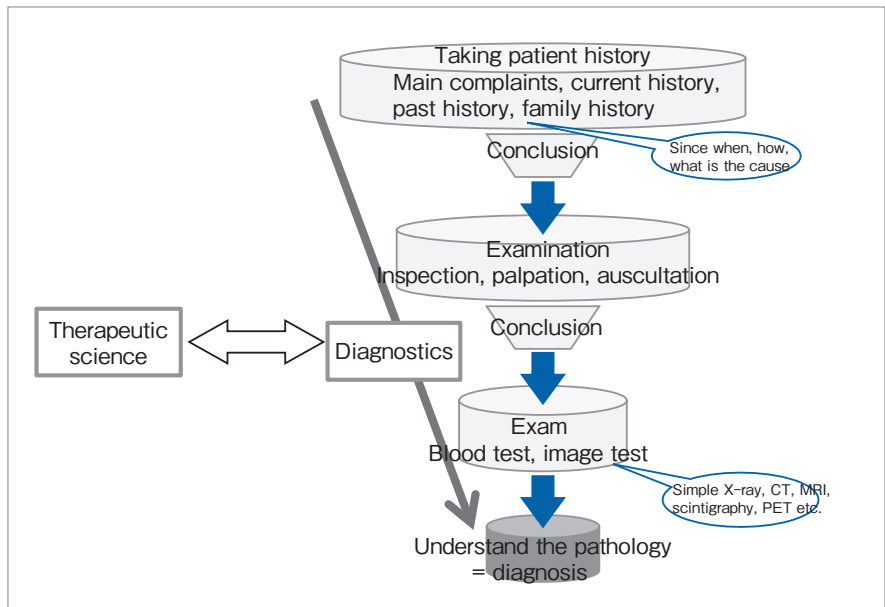 Taking patient history
Main complaints, current history,
past history, family history
Conclusion
Since when, how,
what is the cause
Examination
Inspection, palpation, auscultation
Conclusion
Therapeutic
science
Diagnostics
Exam
Blood test, image test
Simple X-ray, CT, MRI,
scintigraphy, PET etc.
Understand the pathology
= diagnosis